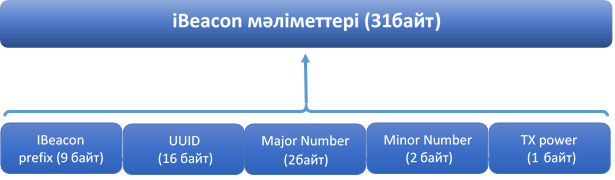 iBeacon мәліметтері (31байт)
IBeacon
prefix (9 байт)
UUID
(16 байт)
Major Number
(2байт)
Minor Number
(2 байт)
TX power
(1 байт)